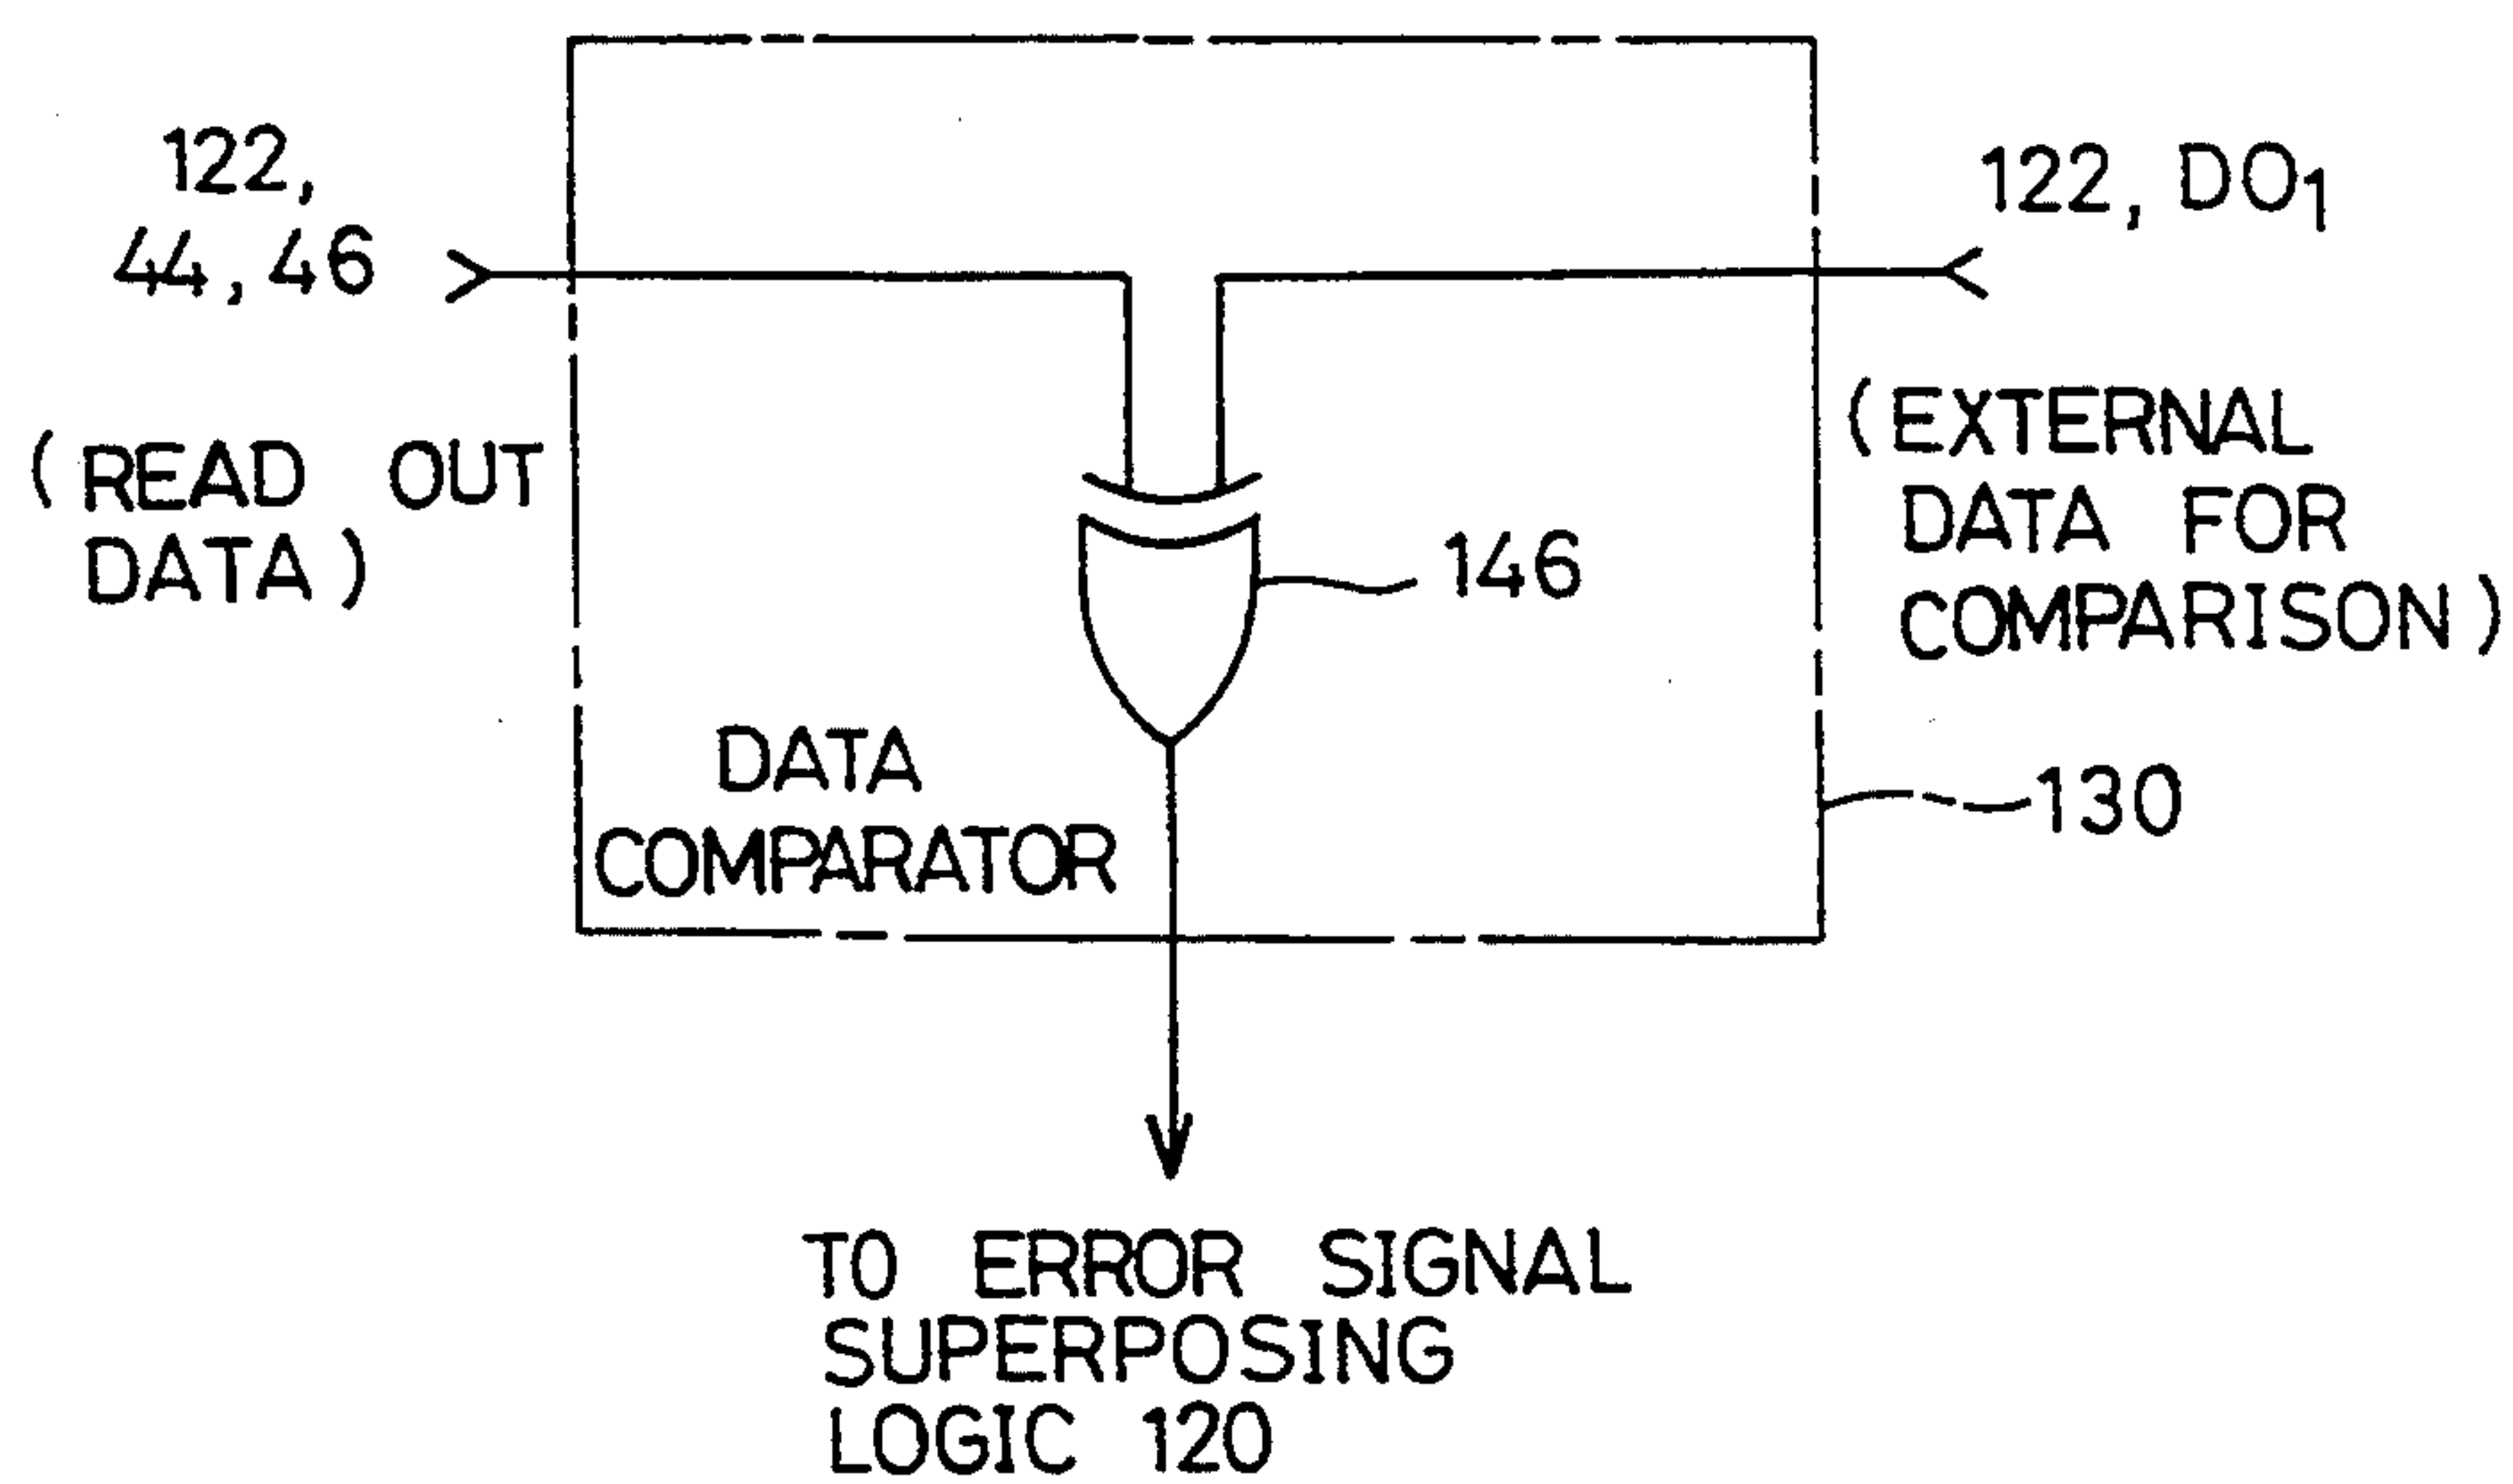 122,
44, 46
(READ OUT
DATA)
122, DO1
(EXTERNAL
DATA FOR
COMPARISON)
146
130
DATA
COMPARATOR
TO ERROR SIGNAL
SUPERPOSING
LOGIC 120